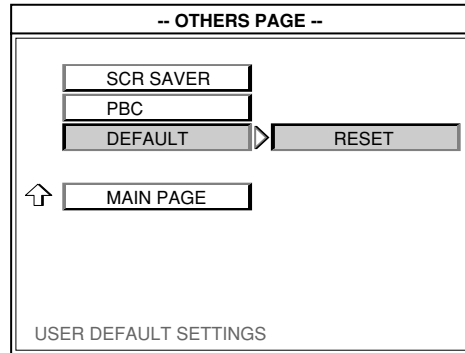 -- OTHERS PAGE --
SCR SAVER
PBC
DEFAULT RESET
MAIN PAGE
USER DEFAULT SETTINGS